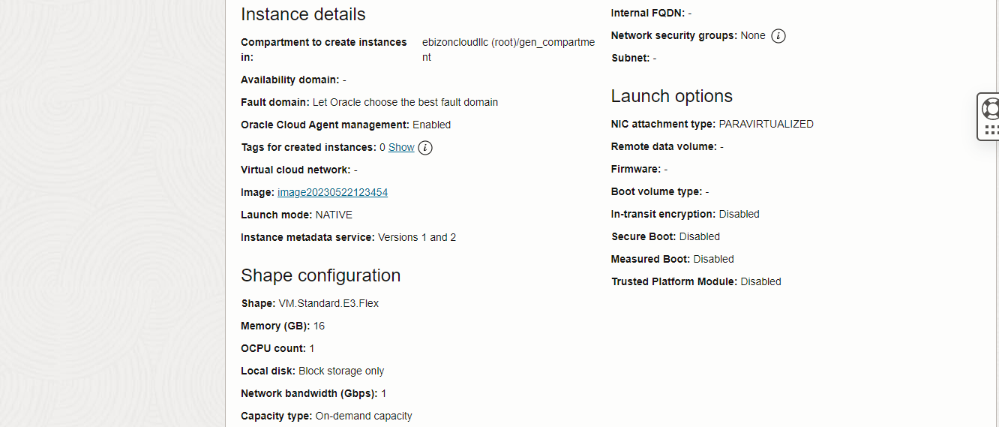 Instance details
Compartment to create instances in: ebizoncloudllc (root)/gen_compartme
nt
Availability domain: -
Fault domain: Let Oracle choose the best fault domain
Oracle Cloud Agent management: Enabled
Tags for created instances: 0 Show i
Virtual cloud network: -
Image: image20230522123454
Launch mode: NATIVE
Instance metadata service: Versions 1 and 2
Shape configuration
Shape: VM.Standard.E3.Flex
Memory (GB): 16
OCPU count: 1
Local disk: Block storage only
Network bandwidth (Gbps): 1
Capacity type: On-demand capacity
Internal FQDN: -
Network security groups: None i
Subnet: -
Launch options
NIC attachment type: PARAVIRTUALIZED
Remote data volume: -
Firmware: -
Boot volume type: -
In-transit encryption: Disabled
Secure Boot: Disabled
Measured Boot: Disabled
Trusted Platform Module: Disabled